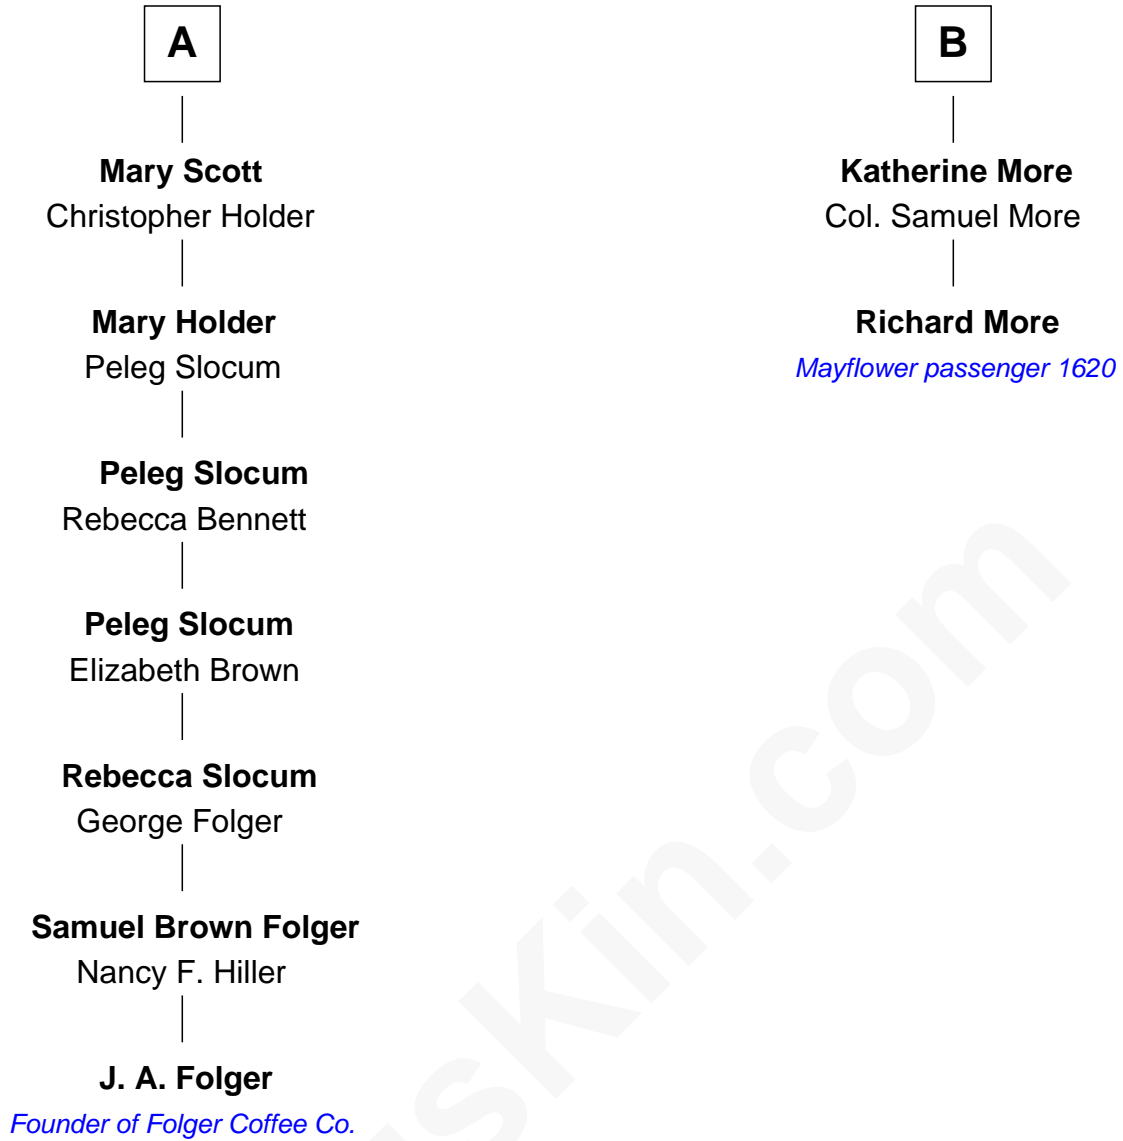 A
Mary Scott
Christopher Holder
Mary Holder
Peleg Slocum
Peleg Slocum
Rebecca Bennett
Peleg Slocum
Elizabeth Brown
Rebecca Slocum
George Folger
Samuel Brown Folger
Nancy F. Hiller
J. A. Folger
Founder of Folger Coffee Co.
B
Katherine More
Col. Samuel More
Richard More
Mayflower passenger 1620